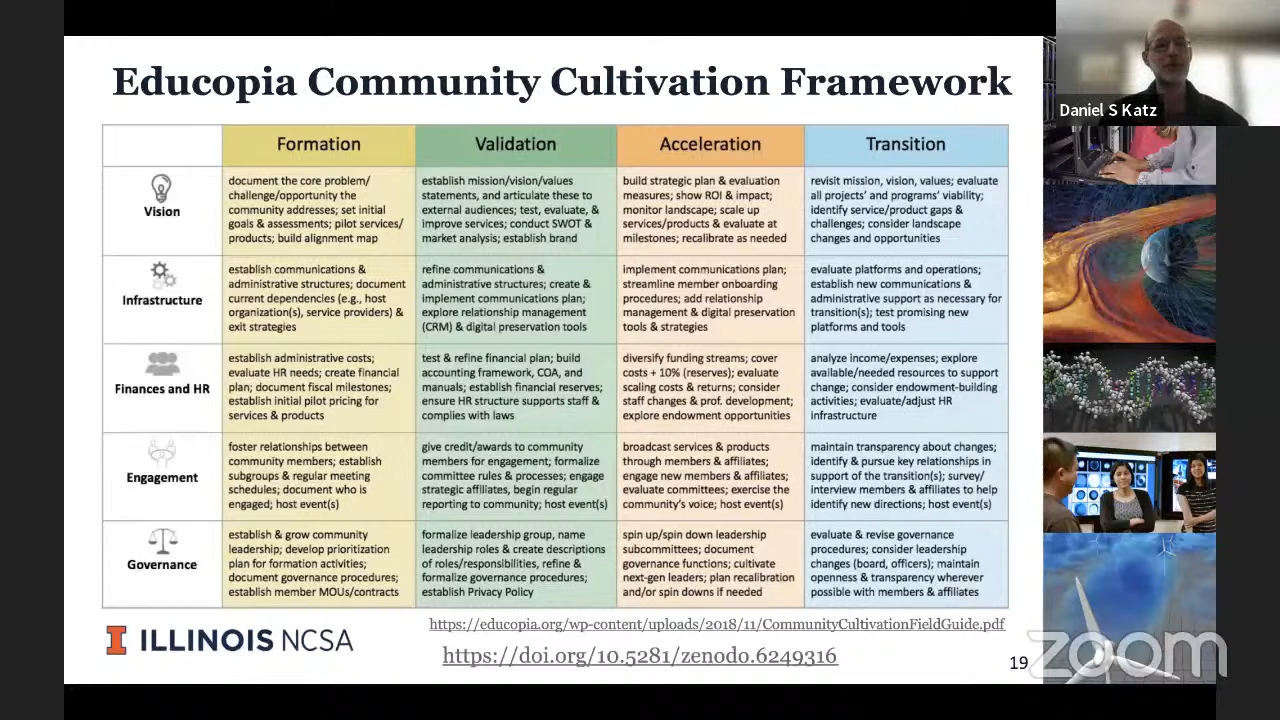 Educopia Community Cultivation Framework
Daniel S Katz
Formation
Validation
Acceleration
Transition
Vision
document the core problem/
challenge/opportunity the
community addresses; set initial
goals & assessments; pilot services/
products; build alignment map
establish mission/vision/values
statements, and articulate these to
external audiences; test, evaluate, &
improve services; conduct SWOT &
market analysis; establish brand
build strategic plan & evaluation
measures; show ROI & impact;
monitor landscape; scale up
services/products & evaluate at
milestones; recalibrate as needed
revisit mission, vision, values; evaluate
all projects' and programs' viability;
identify service/product gaps &
challenges; consider landscape
changes and opportunities
Infrastructure
establish communications &
administrative structures; document
current dependencies (e.g., host
organization(s), service providers) &
exit strategies
refine communications &
administrative structures; create &
implement communications plan;
explore relationship management
(CRM) & digital preservation tools
implement communications plan;
streamline member onboarding
procedures; add relationship
management & digital preservation
tools & strategies
evaluate platforms and operations;
establish new communications &
administrative support as necessary for
transition(s); test promising new
platforms and tools
Finances and HR
establish administrative costs;
evaluate HR needs; create financial
plan; document fiscal milestones;
establish initial pilot pricing for
services & products
test & refine financial plan; build
accounting framework, COA, and
manuals; establish financial reserves;
ensure HR structure supports staff &
complies with laws
diversify funding streams; cover
costs + 10% (reserves); evaluate
scaling costs & returns; consider
staff changes & prof. development;
explore endowment opportunities
analyze income/expenses; explore
available/needed resources to support
change; consider endowment-building
activities; evaluate/adjust HR
infrastructure
Engagement
foster relationships between
community members; establish
subgroups & regular meeting
schedules; document who is
engaged; host event(s)
give credit/awards to community
members for engagement; formalize
committee rules & processes; engage
strategic affiliates, begin regular
reporting to community; host event(s)
broadcast services & products
through members & affiliates;
engage new members & affiliates;
evaluate committees; exercise the
community's voice; host event(s)
maintain transparency about changes;
identify & pursue key relationships in
support of the transition(s); survey/
interview members & affiliates to help
identify new directions; host event(s)
Governance
establish & grow community
leadership; develop prioritization
plan for formation activities;
document governance procedures;
establish member MOUs/contracts
formalize leadership group, name
leadership roles & create descriptions
of roles/responsibilities, refine &
formalize governance procedures;
establish Privacy Policy
spin up/spin down leadership
subcommittees; document
governance functions; cultivate
next-gen leaders; plan recalibration
and/or spin downs if needed
evaluate & revise governance
procedures; consider leadership
changes (board, officers); maintain
openness & transparency wherever
possible with members & affiliates
https://educopia.org/wp-content/uploads/2018/11/CommunityCultivationFieldGuide.pdf
I ILLINOIS NCSA
https://doi.org/10.5281/zenodo.6249316
19
zoom